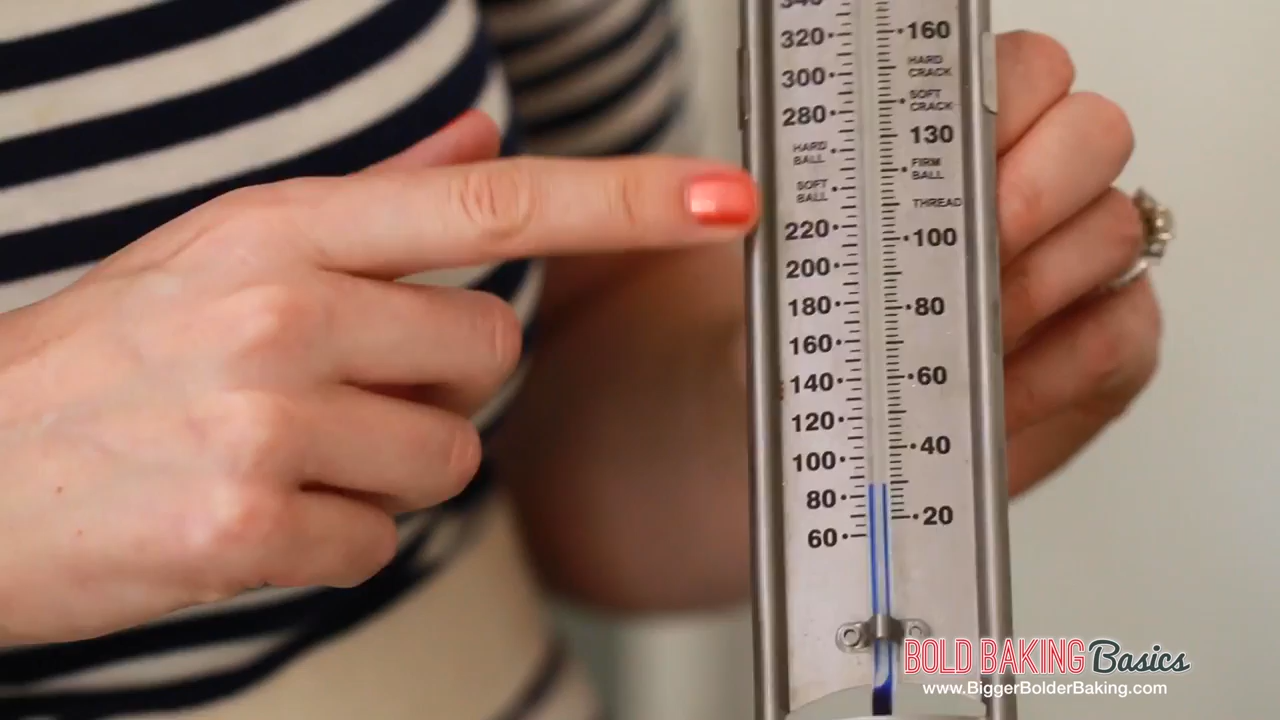 340
320
300
280
HARD
BALL
SOFT
BALL
220
200
180
160
140
120
100
80
60
160
HARD
CRACK
SOFT
CRACK
130
FIRM
BALL
THREAD
100
80
60
40
20
BOLD BAKING Basics
www.BiggerBolderBaking.com